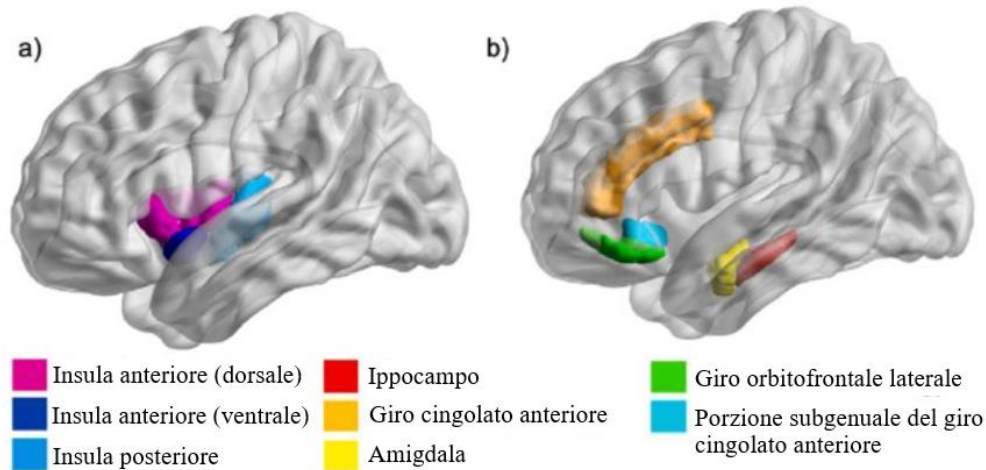 a)
b)
Insula anteriore (dorsale)
Insula anteriore (ventrale)
Insula posteriore
Ippocampo
Giro cingolato anteriore
Amigdala
Giro orbitofrontale laterale
Porzione subgenuale del giro
cingolato anteriore